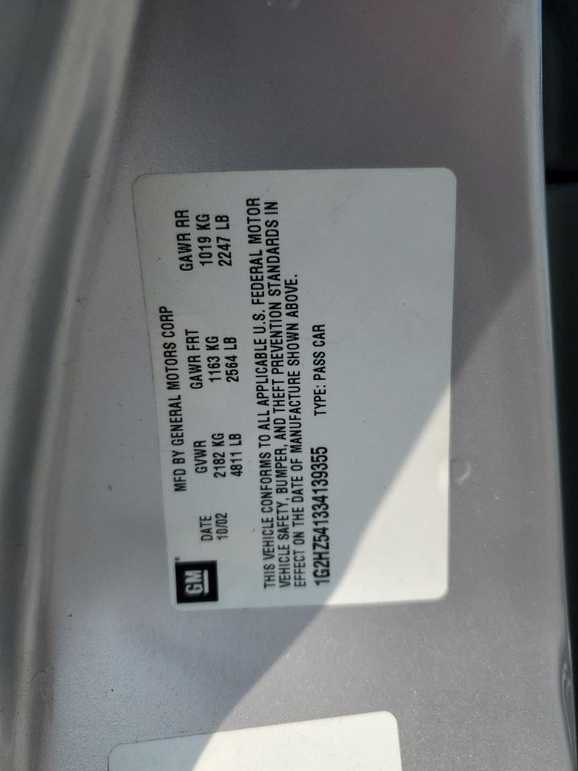 GM
MFD BY GENERAL MOTORS CORP
DATE GVWR GAWR FRT GAWR RR
10/02 2182 KG 1163 KG 1019 KG
4811 LB 2564 LB 2247 LB
THIS VEHICLE CONFORMS TO ALL APPLICABLE U.S. FEDERAL MOTOR
VEHICLE SAFETY, BUMPER, AND THEFT PREVENTION STANDARDS IN
EFFECT ON THE DATE OF MANUFACTURE SHOWN ABOVE.
1G2HZ541334139355 TYPE: PASS CAR